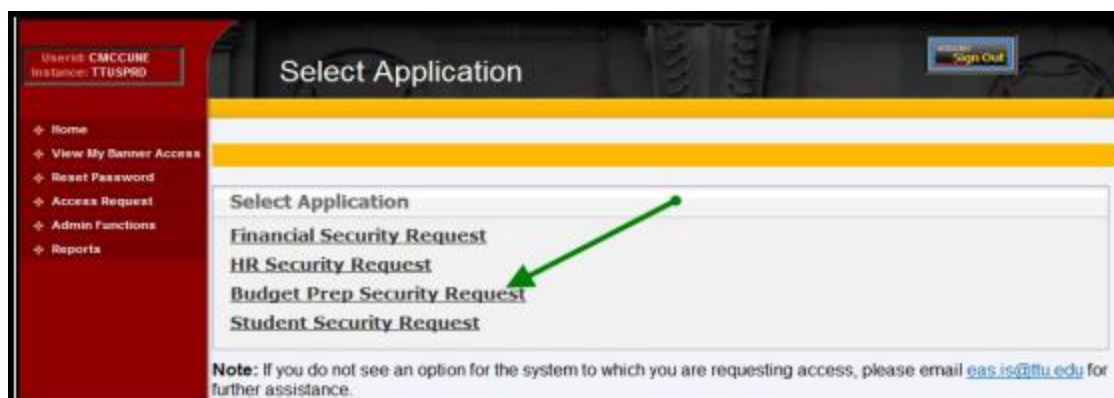 Userid: CMCCUNE
Instance: TTUSPRD
Select Application
Sign Out
Home
View My Banner Access
Reset Password
Access Request
Admin Functions
Reports
Select Application
Financial Security Request
HR Security Request
Budget Prep Security Request
Student Security Request
Note: If you do not see an option for the system to which you are requesting access, please email eas.is@ttu.edu for
further assistance.